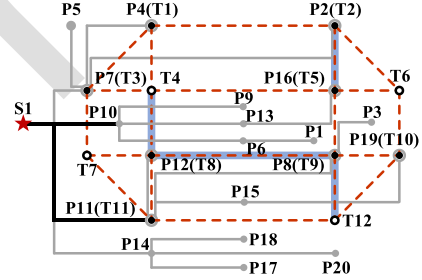 P5 P4(T1) P2(T2)
P7(T3) T4 P16(T5) T6
P9
S1 P10 P13 P3
P1 P19(T10)
P6
T7 P12(T8) P8(T9)
P15
P11(T11) T12
P14 P18
P17 P20